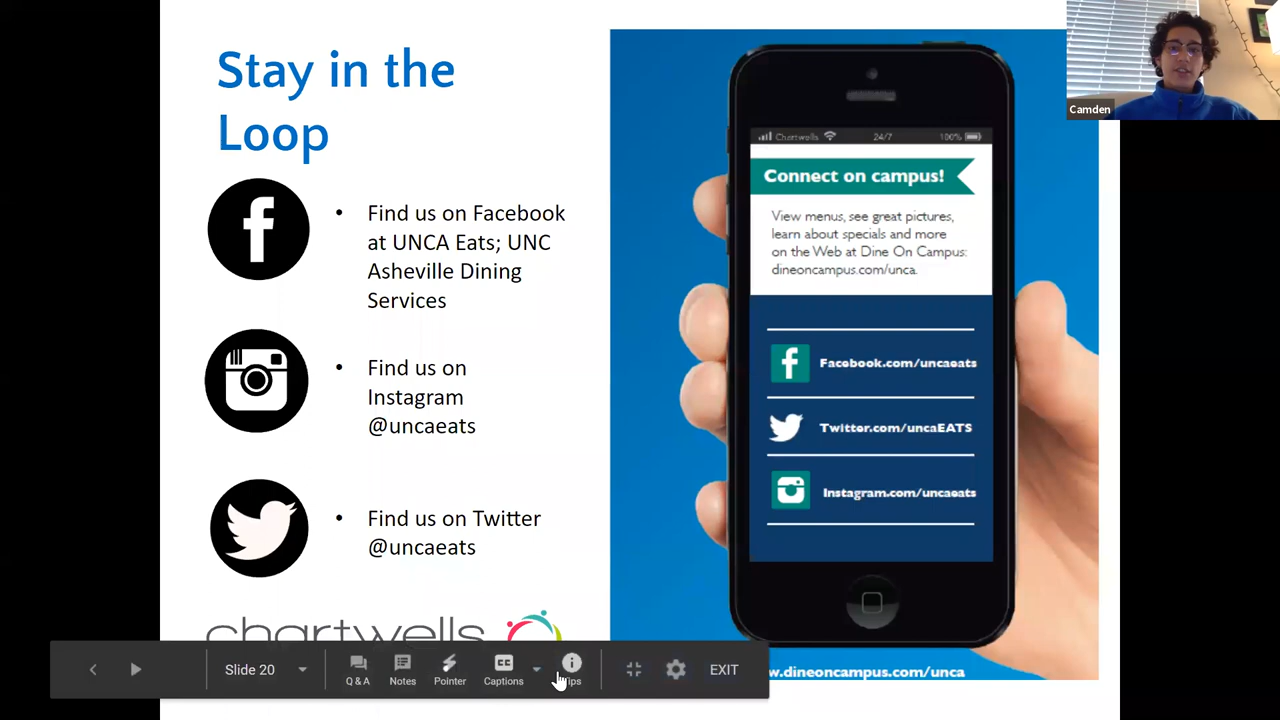 Stay in the
Loop
Find us on Facebook
at UNCA Eats; UNC
Asheville Dining
Services
Find us on
Instagram
@uncaeats
Find us on Twitter
@uncaeats
chartwells
Chartwells 24/7 100%
Connect on campus!
View menus, see great pictures,
learn about specials and more
on the Web at Dine On Campus:
dineoncampus.com/unca.
Facebook.com/uncaeats
Twitter.com/uncaEATS
Instagram.com/uncaeats
w.dineoncampus.com/unca
Camden
Slide 20
Q & A Notes Pointer Captions
EXIT